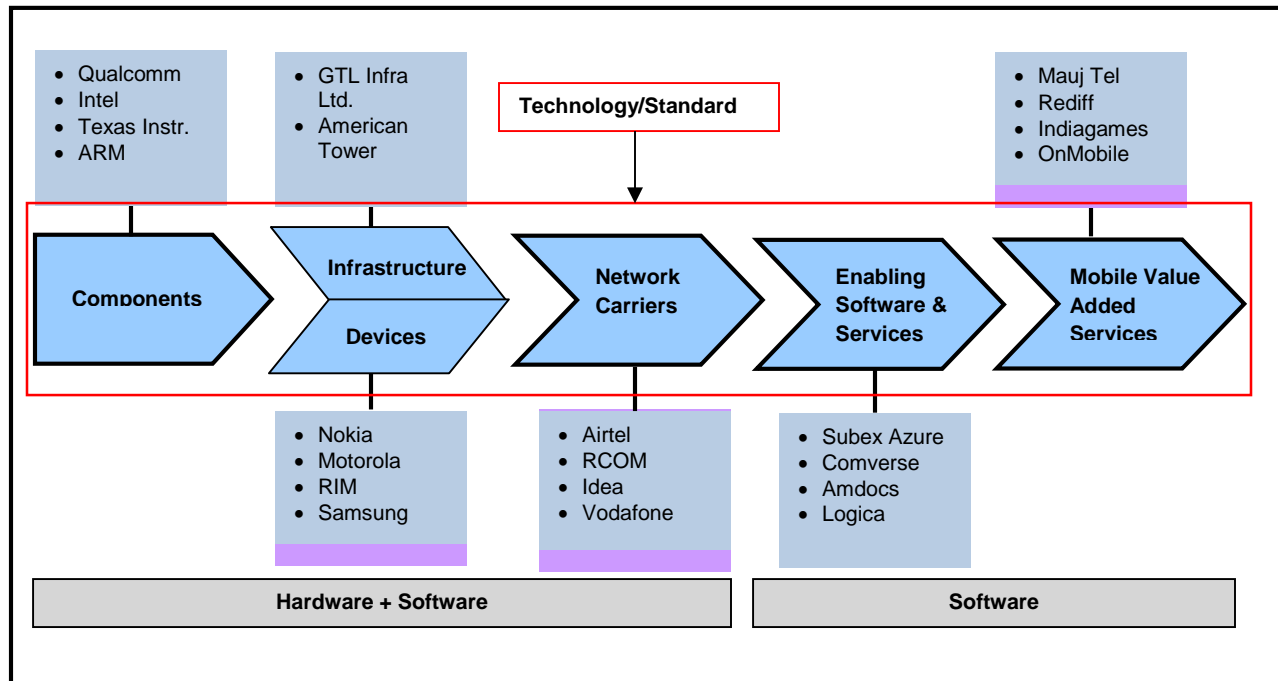 • Qualcomm
• Intel
• Texas Instr.
• ARM
• GTL Infra
Ltd.
• American
Tower
Technology/Standard
• Mauj Tel
• Rediff
• Indiagames
• OnMobile
Components
Infrastructure
Devices
Network
Carriers
Enabling
Software &
Services
Mobile Value
Added
Services
• Nokia
• Motorola
• RIM
• Samsung
• Airtel
• RCOM
• Idea
• Vodafone
• Subex Azure
• Comverse
• Amdocs
• Logica
Hardware + Software
Software